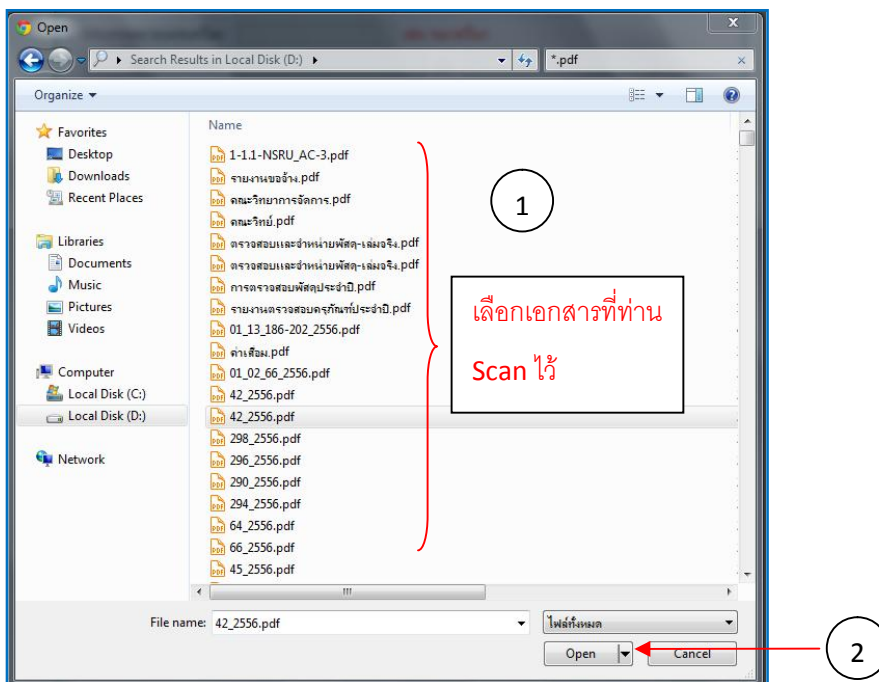 Open
Search Results in Local Disk (D:)
*.pdf
Organize
Favorites
Desktop
Downloads
Recent Places
Libraries
Documents
Music
Pictures
Videos
Computer
Local Disk (C:)
Local Disk (D:)
Network
Name
1-1.1-NSRU_AC-3.pdf
รายงานขอจ้าง.pdf
คณะวิทยาการจัดการ.pdf
คณะวิทย์.pdf
ตรวจสอบและจำหน่ายพัสดุ-เล่มจริง.pdf
ตรวจสอบและจำหน่ายพัสดุ-เล่มจริง.pdf
การตรวจสอบพัสดุประจำปี.pdf
รายงานตรวจสอบครุภัณฑ์ประจำปี.pdf
01_13_186-202_2556.pdf
ค่าเสื่อม.pdf
01_02_66_2556.pdf
42_2556.pdf
42_2556.pdf
298_2556.pdf
296_2556.pdf
290_2556.pdf
294_2556.pdf
64_2556.pdf
66_2556.pdf
45_2556.pdf
1
เลือกเอกสารที่ท่าน
Scan ไว้
File name: 42_2556.pdf
ไฟล์ทั้งหมด
Open
Cancel
2